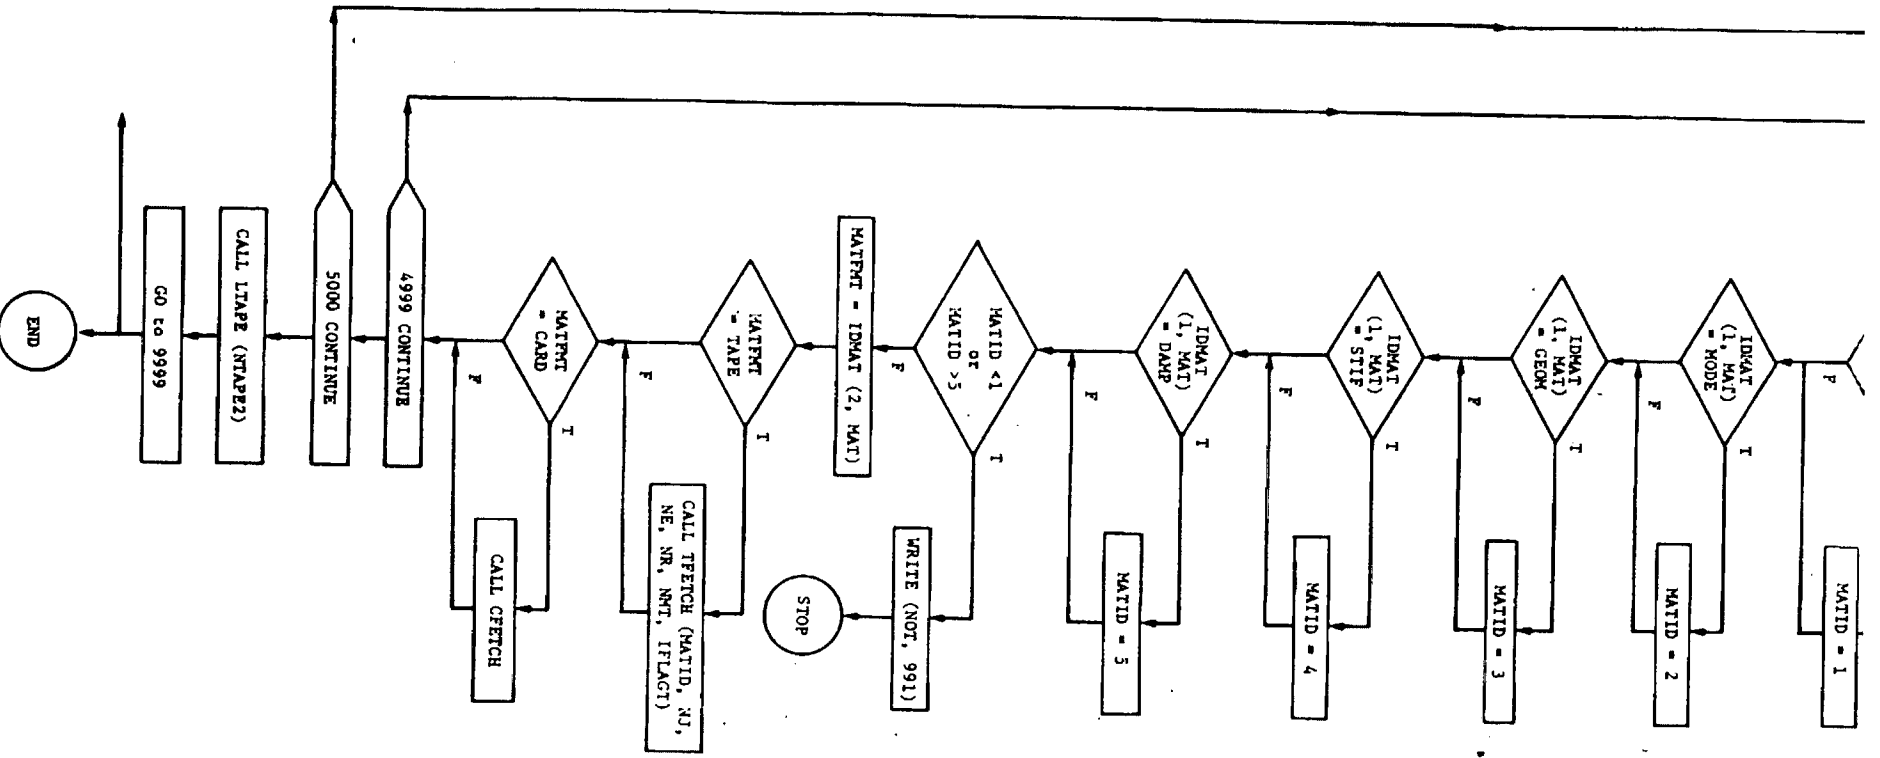 F
MATID = 1
IDMAT
(1, MAT)
= MODE
T
F
MATID = 2
IDMAT
(1, MAT)
= GEOM
T
F
MATID = 3
IDMAT
(1, MAT)
= STIF
T
F
MATID = 4
IDMAT
(1, MAT)
= DAMP
T
F
MATID = 5
MATID <1
or
MATID >5
T
F
WRITE (NOT, 991)
STOP
MATFMT = IDMAT (2, MAT)
MATFMT
= TAPE
T
F
CALL TFETCH (MATID, NJ,
NE, NR, NMT, IFLAGT)
MATFMT
= CARD
T
F
CALL CFETCH
4999 CONTINUE
5000 CONTINUE
CALL LTAPE (NTAPE2)
GO to 9999
END